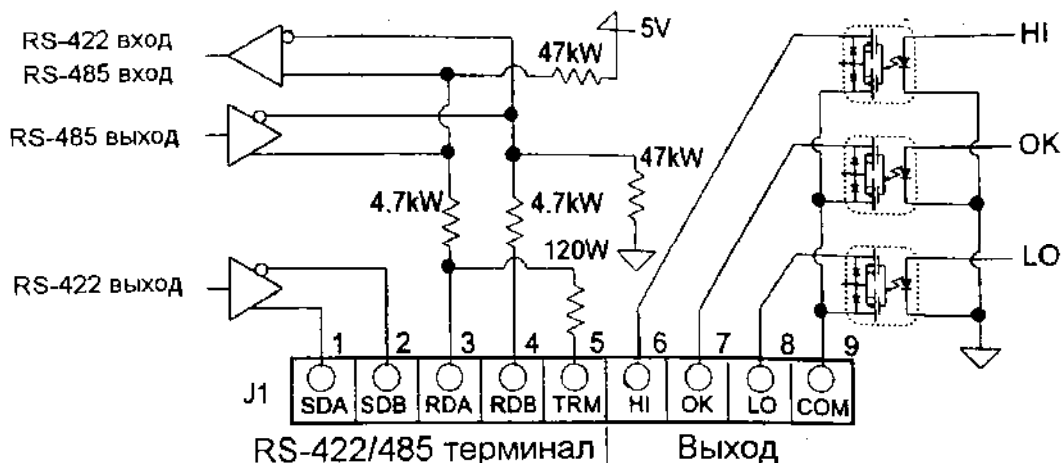 RS-422 вход
RS-485 вход
RS-485 выход
RS-422 выход
5V
47kW
47kW
4.7kW
4.7kW
120W
HI
OK
LO
1 2 3 4 5 6 7 8 9
J1
SDA SDB RDA RDB TRM HI OK LO COM
RS-422/485 терминал Выход